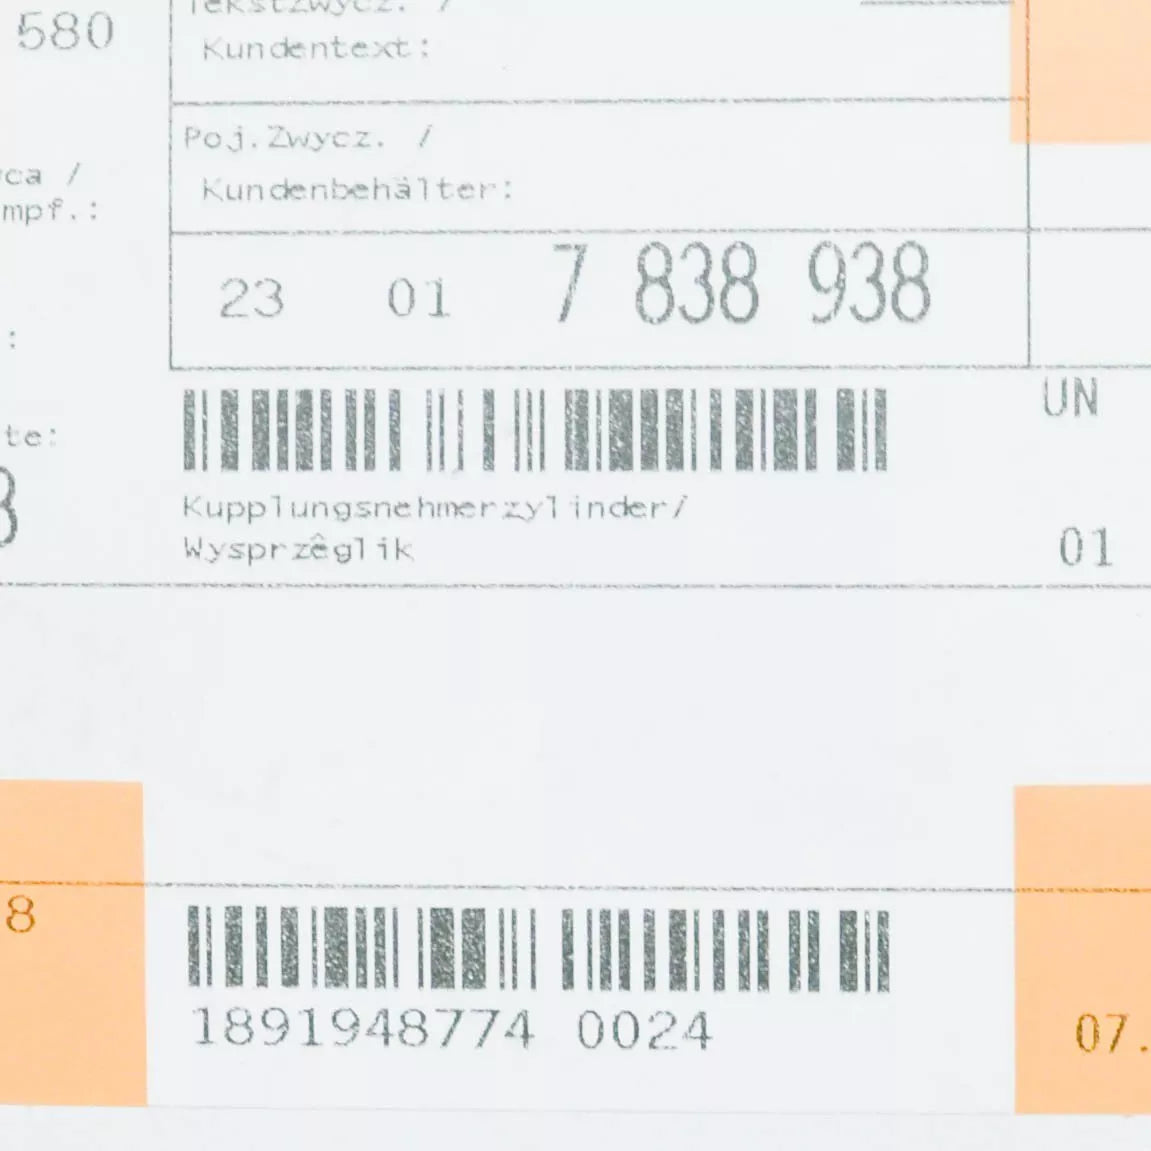 580
Tekstzwycz. /
Kundentext:
Poj.Zwycz. /
Kundenbehälter:
/
mpf.:
23 01 7 838 938
:
UN
te:
Kupplungsnehmerzylinder/
Wysprzêglik
01
8
1891948774 0024
07.